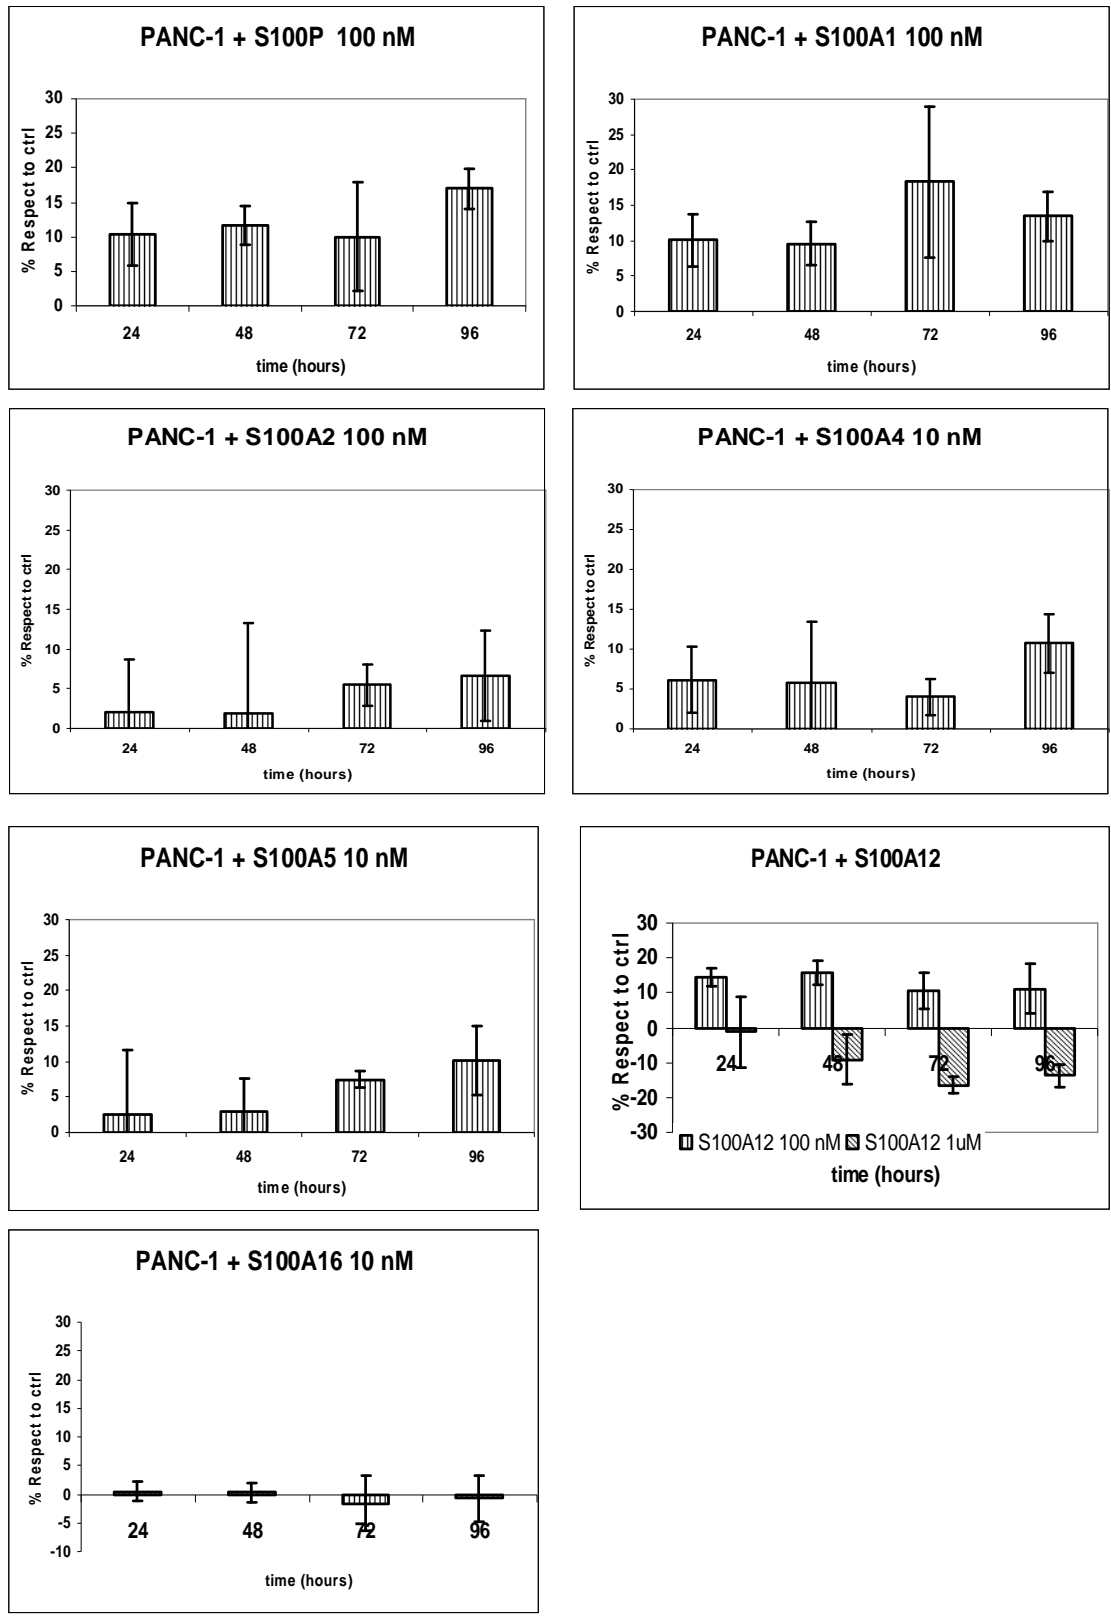 PANC-1 + S100P 100 nM
% Respect to ctrl
30
25
20
15
10
5
0
24 48 72 96
time (hours)
PANC-1 + S100A1 100 nM
% Respect to ctrl
30
25
20
15
10
5
0
24 48 72 96
time (hours)
PANC-1 + S100A2 100 nM
% Respect to ctrl
30
25
20
15
10
5
0
24 48 72 96
time (hours)
PANC-1 + S100A4 10 nM
% Respect to ctrl
30
25
20
15
10
5
0
24 48 72 96
time (hours)
PANC-1 + S100A5 10 nM
% Respect to ctrl
30
25
20
15
10
5
0
24 48 72 96
time (hours)
PANC-1 + S100A12
% Respect to ctrl
30
20
10
0
-10
-20
-30
24 48 72 96
S100A12 100 nM S100A12 1uM
time (hours)
PANC-1 + S100A16 10 nM
% Respect to ctrl
30
25
20
15
10
5
0
-5
-10
24 48 72 96
time (hours)